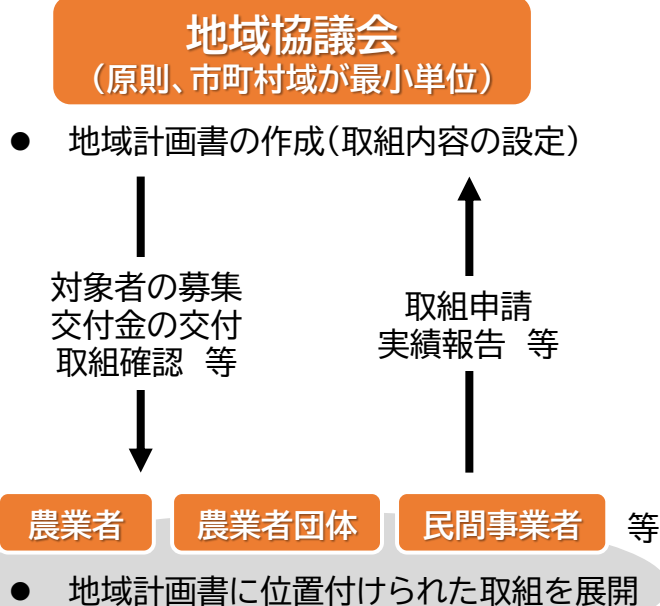 地域協議会
（原則、市町村域が最小単位）
● 地域計画書の作成（取組内容の設定）
対象者の募集
交付金の交付
取組確認 等
取組申請
実績報告 等
農業者 農業者団体 民間事業者 等
● 地域計画書に位置付けられた取組を展開